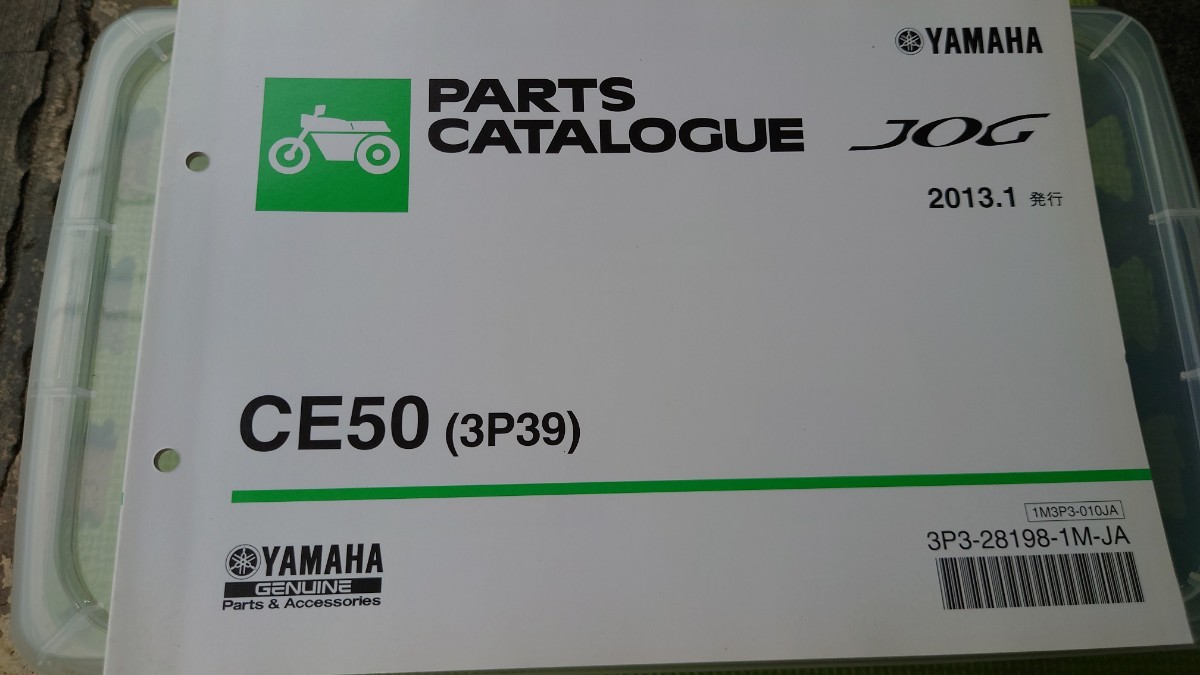 YAMAHA
PARTS
CATALOGUE
JOG
2013.1 発行
CE50 (3P39)
YAMAHA
GENUINE
Parts & Accessories
1M3P3-010JA
3P3-28198-1M-JA